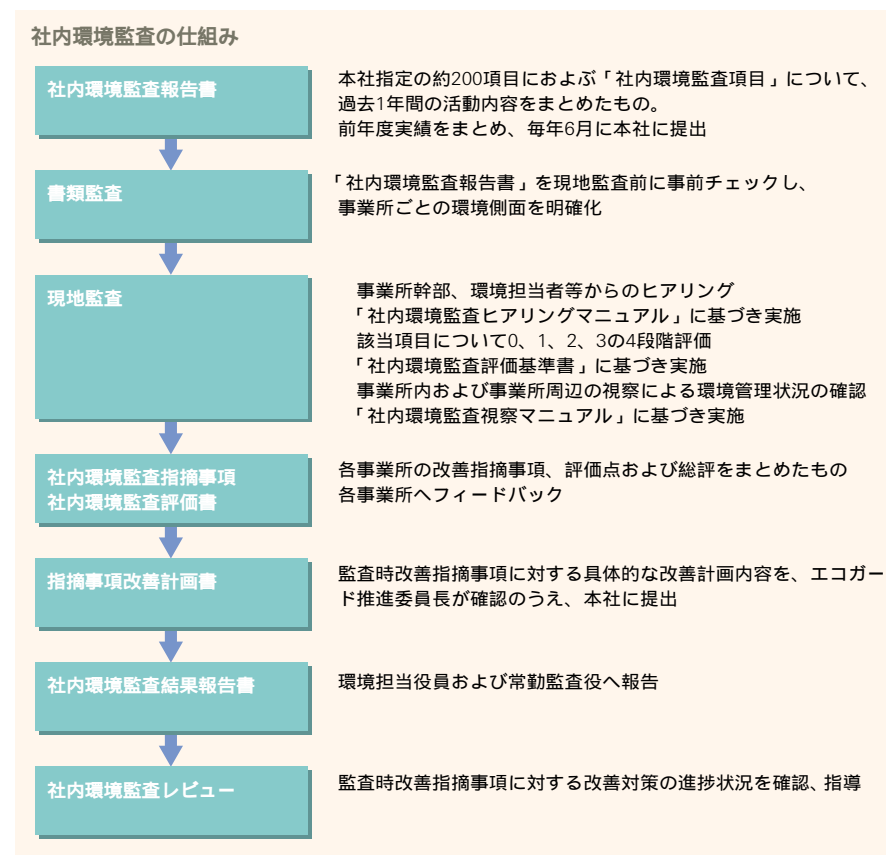 社内環境監査の仕組み
社内環境監査報告書
本社指定の約200項目におよぶ「社内環境監査項目」について、
過去1年間の活動内容をまとめたもの。
前年度実績をまとめ、毎年6月に本社に提出
書類監査
「社内環境監査報告書」を現地監査前に事前チェックし、
事業所ごとの環境側面を明確化
現地監査
事業所幹部、環境担当者等からのヒアリング
「社内環境監査ヒアリングマニュアル」に基づき実施
該当項目について0、1、2、3の4段階評価
「社内環境監査評価基準書」に基づき実施
事業所内および事業所周辺の視察による環境管理状況の確認
「社内環境監査視察マニュアル」に基づき実施
社内環境監査指摘事項
社内環境監査評価書
各事業所の改善指摘事項、評価点および総評をまとめたもの
各事業所へフィードバック
指摘事項改善計画書
監査時改善指摘事項に対する具体的な改善計画内容を、エコガー
ド推進委員長が確認のうえ、本社に提出
社内環境監査結果報告書
環境担当役員および常勤監査役へ報告
社内環境監査レビュー
監査時改善指摘事項に対する改善対策の進捗状況を確認、指導